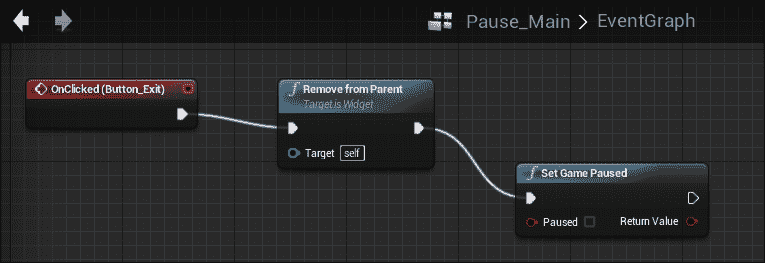 Pause_Main > EventGraph
OnClicked (Button_Exit)
f Remove from Parent
Target is Widget
Target self
f Set Game Paused
Paused Return Value